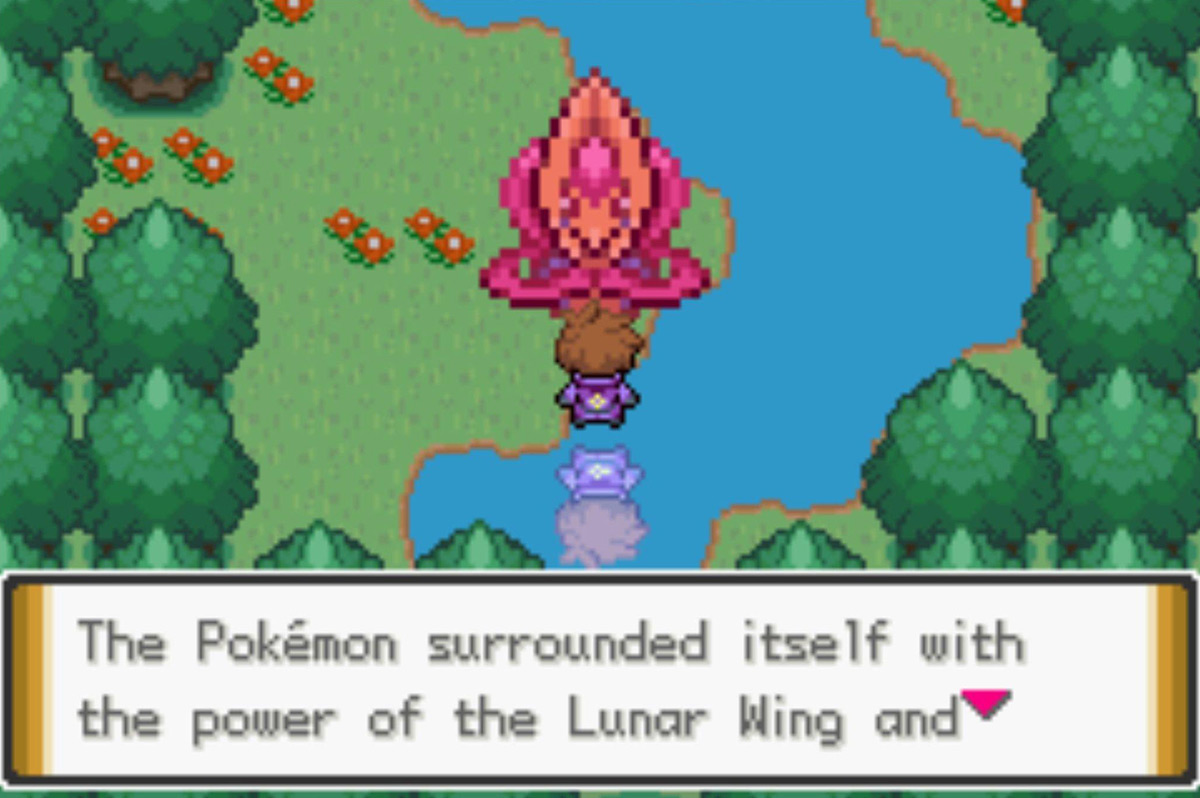 The Pokémon surrounded itself with
the power of the Lunar Wing and